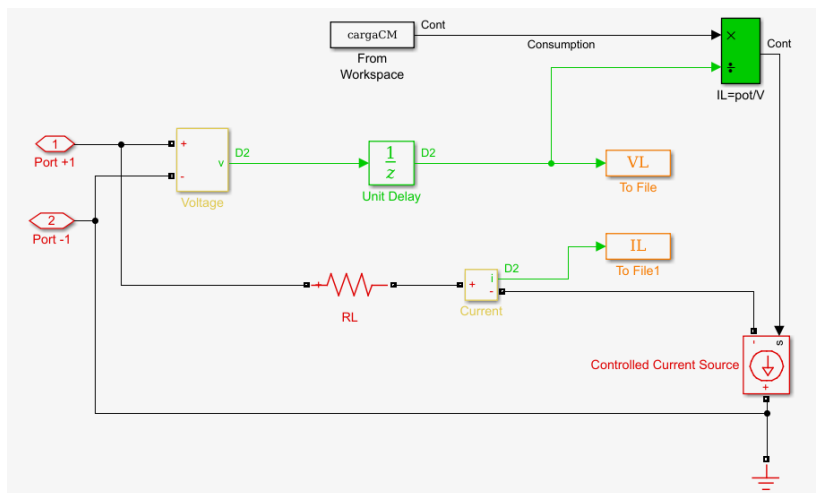 cargaCM
Cont
From
Workspace
Consumption
×
÷
Cont
IL=pot/V
1
Port +1
+
-
v
Voltage
D2
1
z
Unit Delay
D2
VL
To File
2
Port -1
IL
To File1
+
RL
+
-
i
D2
Current
-
s
+
Controlled Current Source